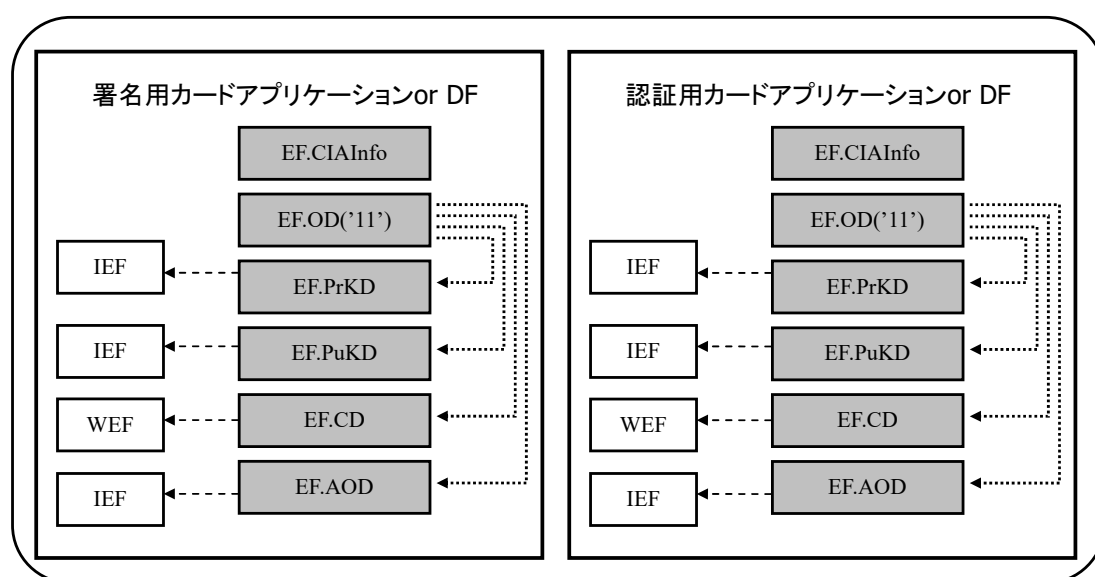 署名用カードアプリケーションor DF
EF.CIAInfo
EF.OD('11')
IEF
EF.PrKD
IEF
EF.PuKD
WEF
EF.CD
IEF
EF.AOD
認証用カードアプリケーションor DF
EF.CIAInfo
EF.OD('11')
IEF
EF.PrKD
IEF
EF.PuKD
WEF
EF.CD
IEF
EF.AOD